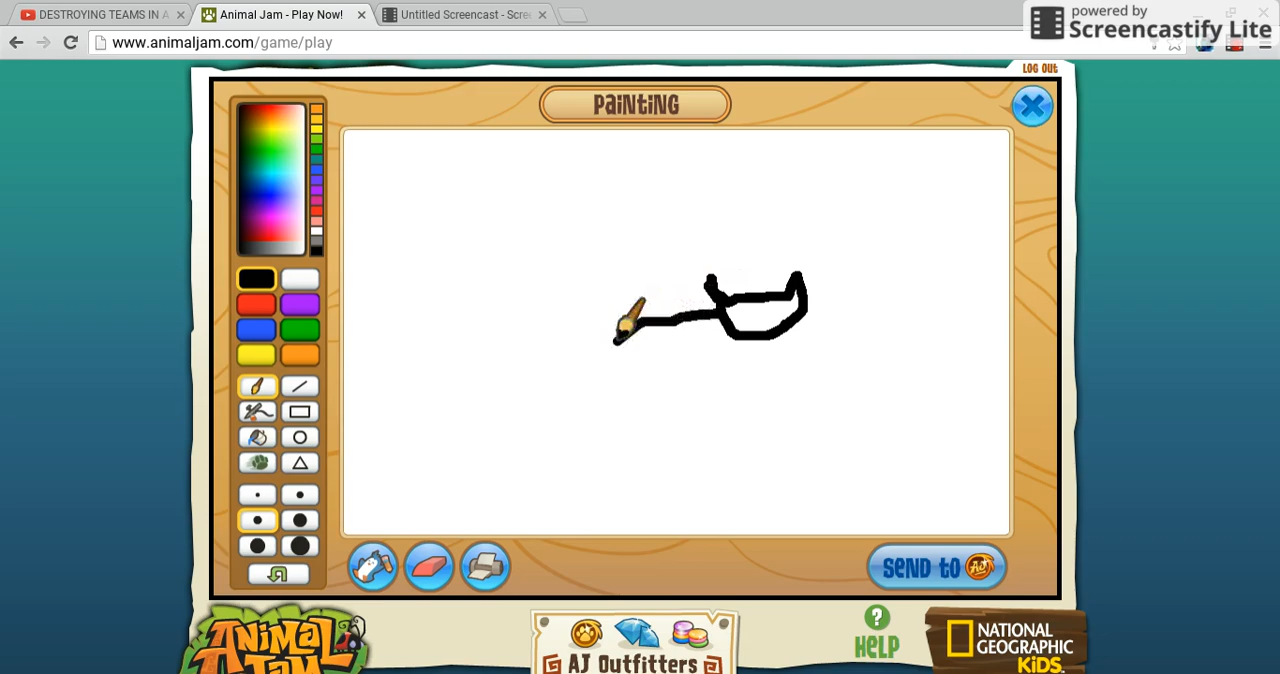 DESTROYING TEAMS IN A
Animal Jam - Play Now!
Untitled Screencast - Scre
powered by
Screencastify Lite
www.animaljam.com/game/play
LOG OUT
PAINTING
SEND TO AJ
ANIMAL
JAM
AJ Outfitters
?
HELP
NATIONAL
GEOGRAPHIC
KiDS